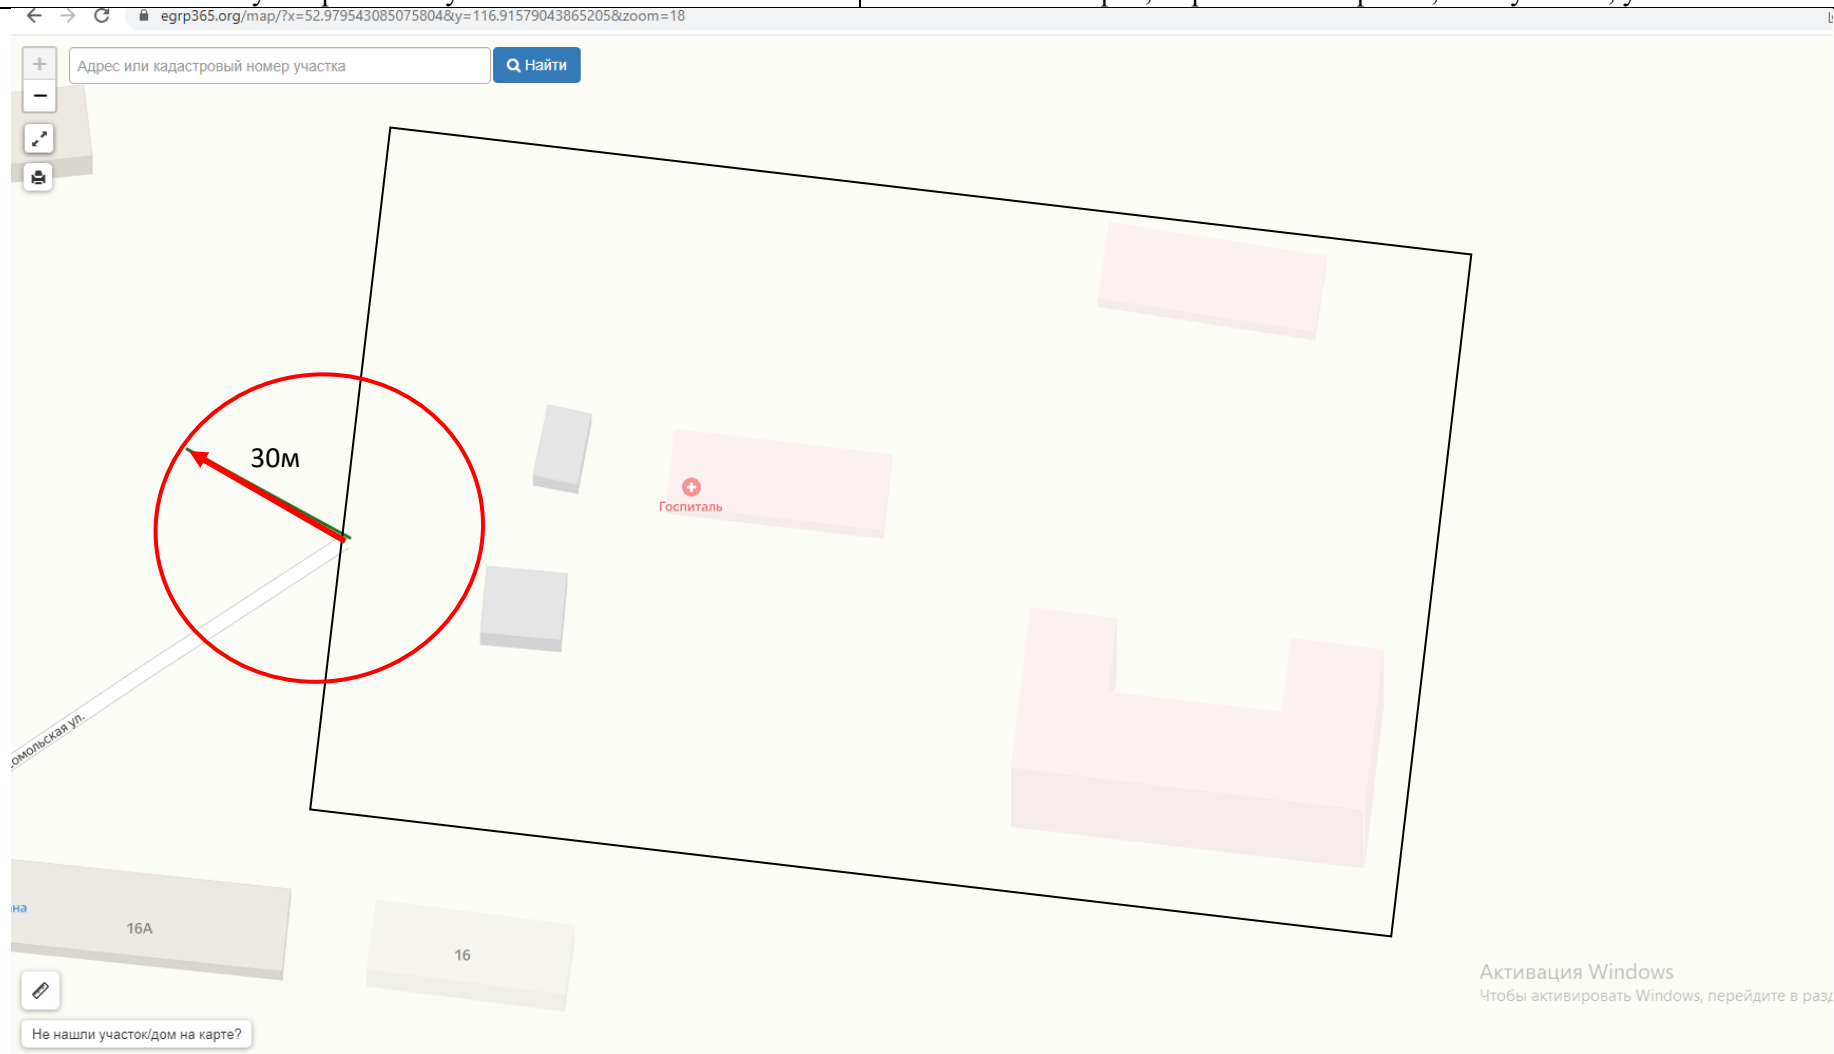 egrp365.org/map/?x=52.979543085075804&y=116.91579043865205&zoom=18
Адрес или кадастровый номер участка
Найти
30м
Госпиталь
омольская ул.
на
16А
16
Активация Windows
Чтобы активировать Windows, перейдите в разд
Не нашли участок/дом на карте?